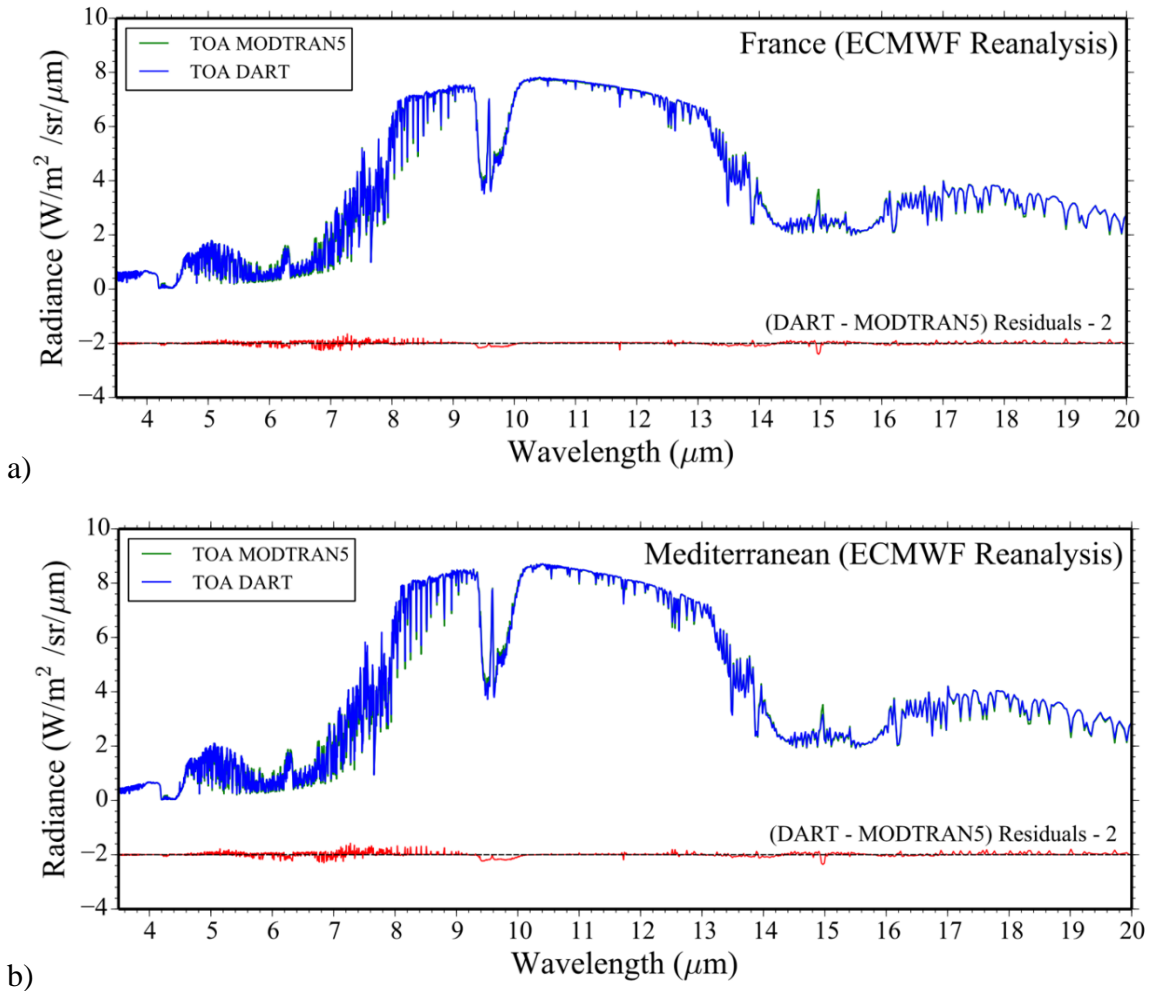 10
8
6
4
2
0
−2
−4
Radiance (W/m² /sr/μm)
TOA MODTRAN5
TOA DART
France (ECMWF Reanalysis)
(DART - MODTRAN5) Residuals - 2
4 5 6 7 8 9 10 11 12 13 14 15 16 17 18 19 20
Wavelength (μm)
a)
10
8
6
4
2
0
−2
−4
Radiance (W/m² /sr/μm)
TOA MODTRAN5
TOA DART
Mediterranean (ECMWF Reanalysis)
(DART - MODTRAN5) Residuals - 2
4 5 6 7 8 9 10 11 12 13 14 15 16 17 18 19 20
Wavelength (μm)
b)